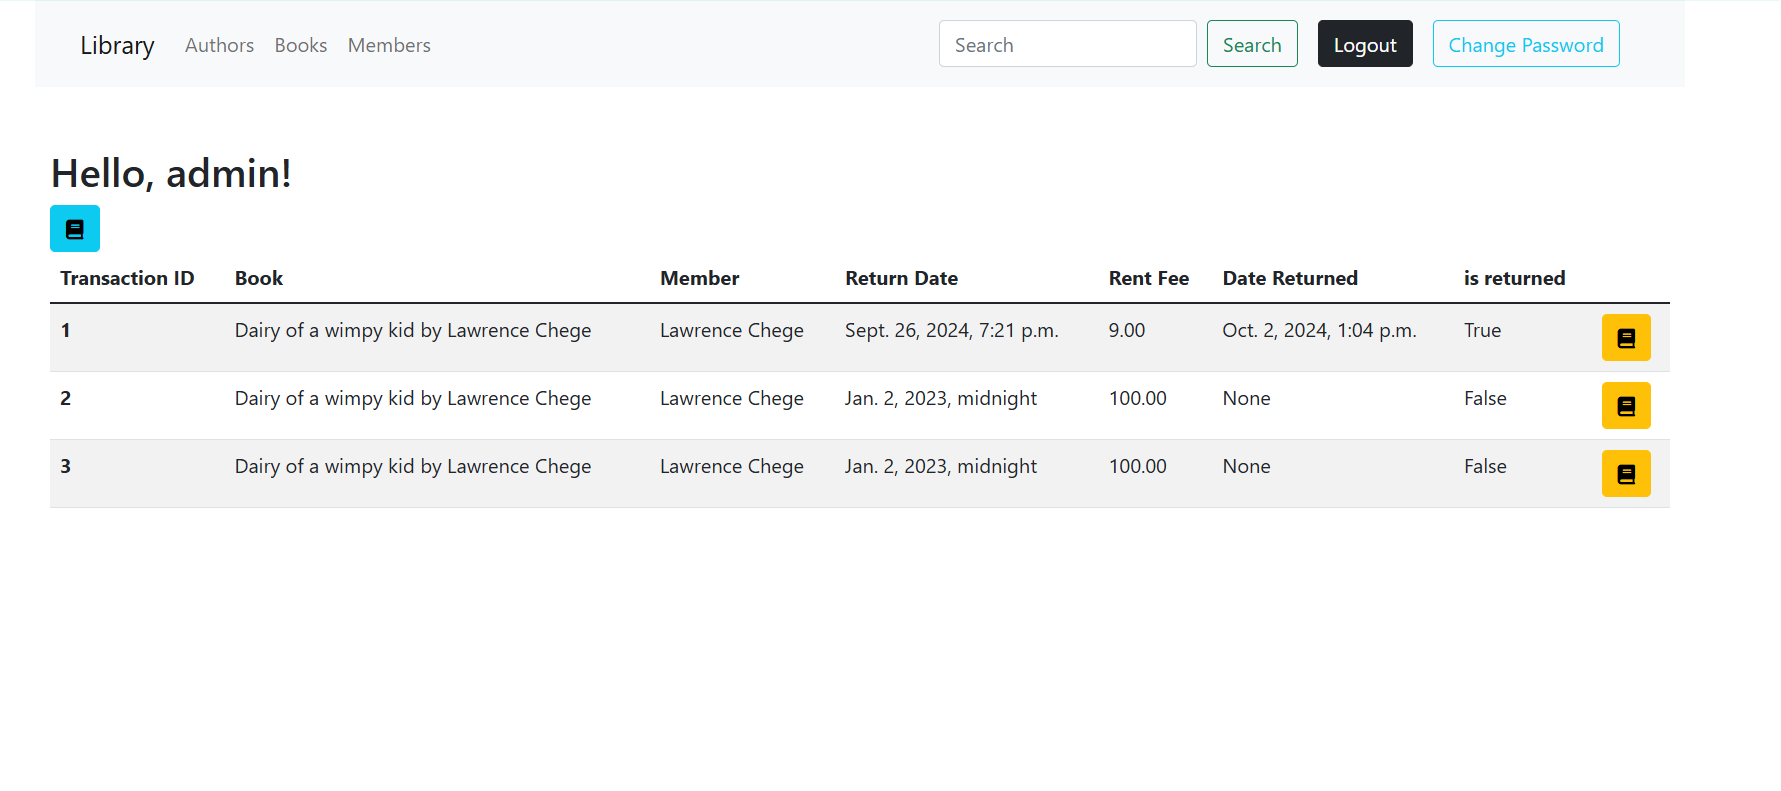 Library Authors Books Members Search Search Logout Change Password
Hello, admin!
Transaction ID Book Member Return Date Rent Fee Date Returned is returned
1 Dairy of a wimpy kid by Lawrence Chege Lawrence Chege Sept. 26, 2024, 7:21 p.m. 9.00 Oct. 2, 2024, 1:04 p.m. True
2 Dairy of a wimpy kid by Lawrence Chege Lawrence Chege Jan. 2, 2023, midnight 100.00 None False
3 Dairy of a wimpy kid by Lawrence Chege Lawrence Chege Jan. 2, 2023, midnight 100.00 None False